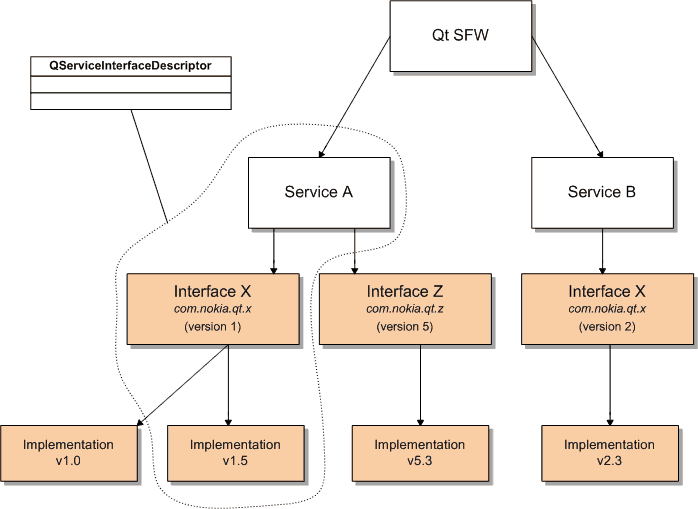 Qt SFW
QServiceInterfaceDescriptor
Service A
Service B
Interface X
com.nokia.qt.x
(version 1)
Interface Z
com.nokia.qt.z
(version 5)
Interface X
com.nokia.qt.x
(version 2)
Implementation
v1.0
Implementation
v1.5
Implementation
v5.3
Implementation
v2.3